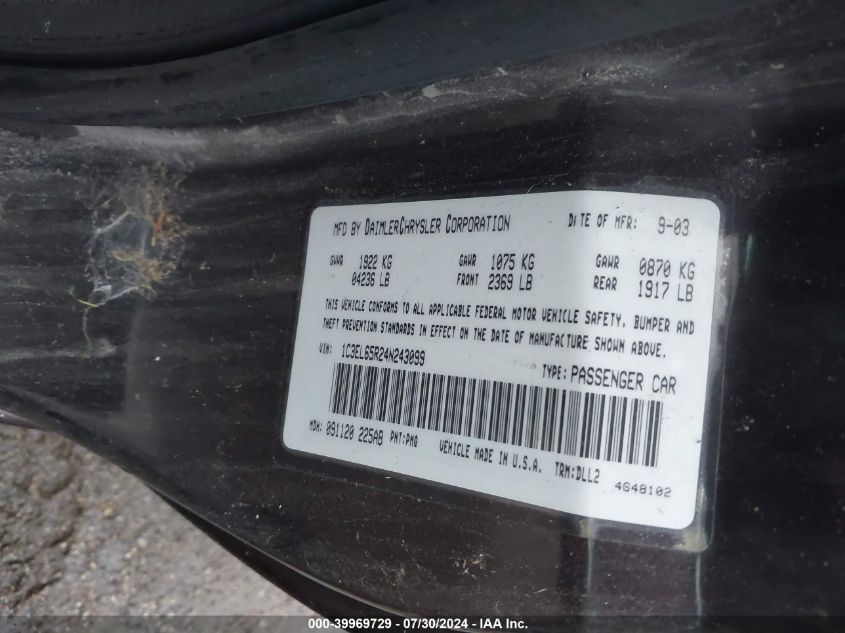 MFD BY DAIMLERCHRYSLER CORPORATION DATE OF MFR: 9-03
GVWR 1922 KG GAWR 1075 KG GAWR 0870 KG
04236 LB FRONT 2369 LB REAR 1917 LB
THIS VEHICLE CONFORMS TO ALL APPLICABLE FEDERAL MOTOR VEHICLE SAFETY, BUMPER AND
THEFT PREVENTION STANDARDS IN EFFECT ON THE DATE OF MANUFACTURE SHOWN ABOVE.
VIN: 1C3EL65R24N243099 TYPE: PASSENGER CAR
MDH: 091120 225AB PNT:PMQ VEHICLE MADE IN U.S.A. TRM:DLL2
4648102
000-39969729 - 07/30/2024 - IAA Inc.